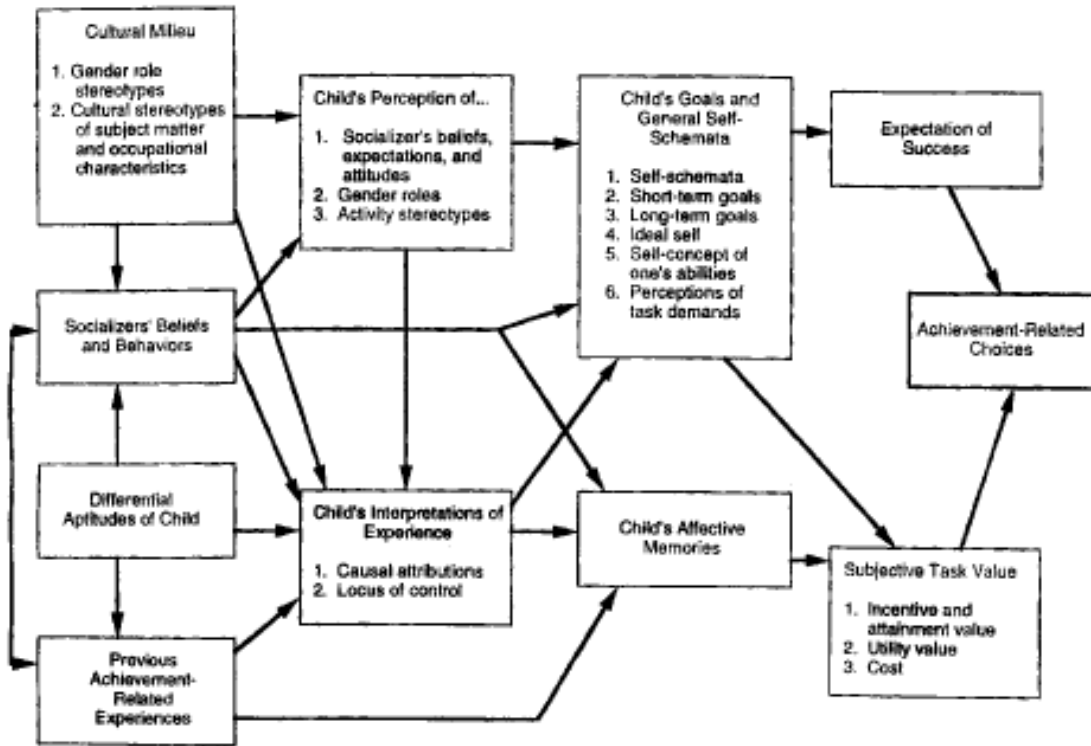 Cultural Milieu
1. Gender role
stereotypes
2. Cultural stereotypes
of subject matter
and occupational
characteristics
Child's Perception of...
1. Socializer's beliefs,
expectations, and
attitudes
2. Gender roles
3. Activity stereotypes
Child's Goals and
General Self-
Schemata
1. Self-schemata
2. Short-term goals
3. Long-term goals
4. Ideal self
5. Self-concept of
one's abilities
6. Perceptions of
task demands
Expectation of
Success
Socializers' Beliefs
and Behaviors
Achievement-Related
Choices
Differential
Aptitudes of Child
Child's Interpretations of
Experience
1. Causal attributions
2. Locus of control
Child's Affective
Memories
Subjective Task Value
1. Incentive and
attainment value
2. Utility value
3. Cost
Previous
Achievement-
Related
Experiences